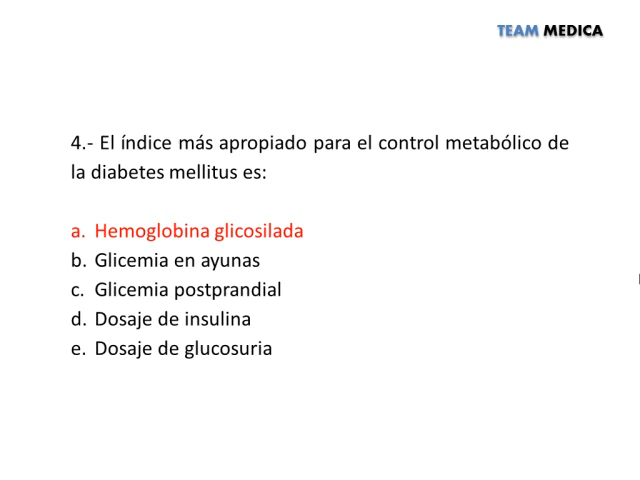 TEAM MEDICA
4.- El índice más apropiado para el control metabólico de
la diabetes mellitus es:
a. Hemoglobina glicosilada
b. Glicemia en ayunas
c. Glicemia postprandial
d. Dosaje de insulina
e. Dosaje de glucosuria